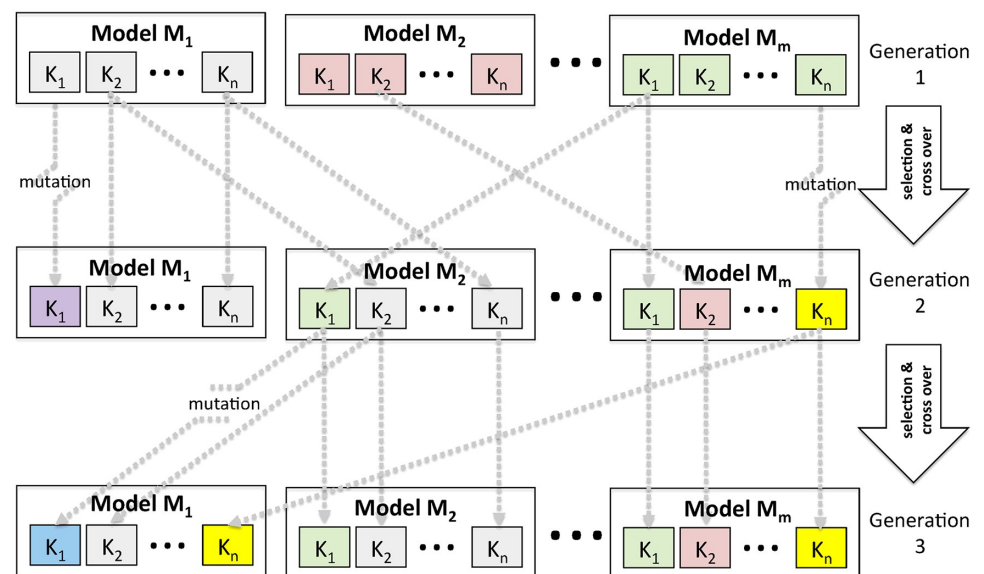 Model M1 Model M2 ••• Model Mm Generation
K1 K2 ••• Kn K1 K2 ••• Kn K1 K2 ••• Kn 1
mutation mutation selection &
cross over
Model M1 Model M2 ••• Model Mm Generation
K1 K2 ••• Kn K1 K2 ••• Kn K1 K2 ••• Kn 2
mutation selection &
cross over
Model M1 Model M2 ••• Model Mm Generation
K1 K2 ••• Kn K1 K2 ••• Kn K1 K2 ••• Kn 3